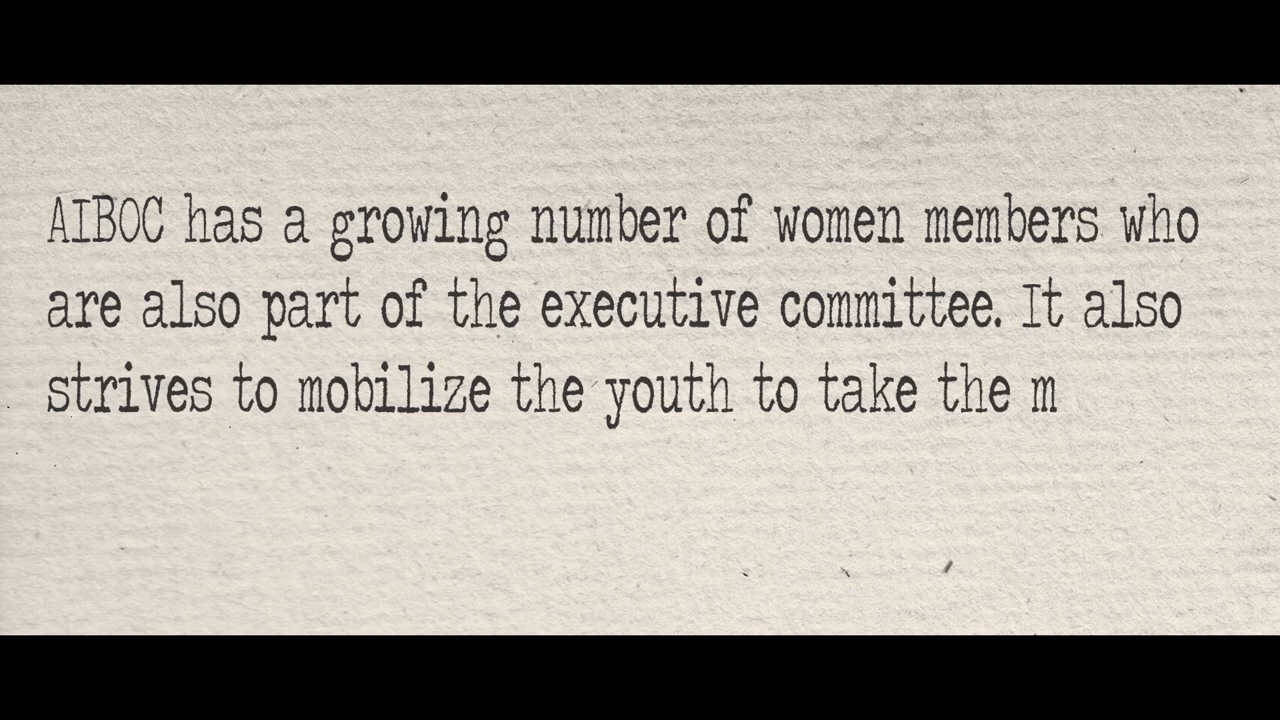 AIBOC has a growing number of women members who
are also part of the executive committee. It also
strives to mobilize the youth to take the m